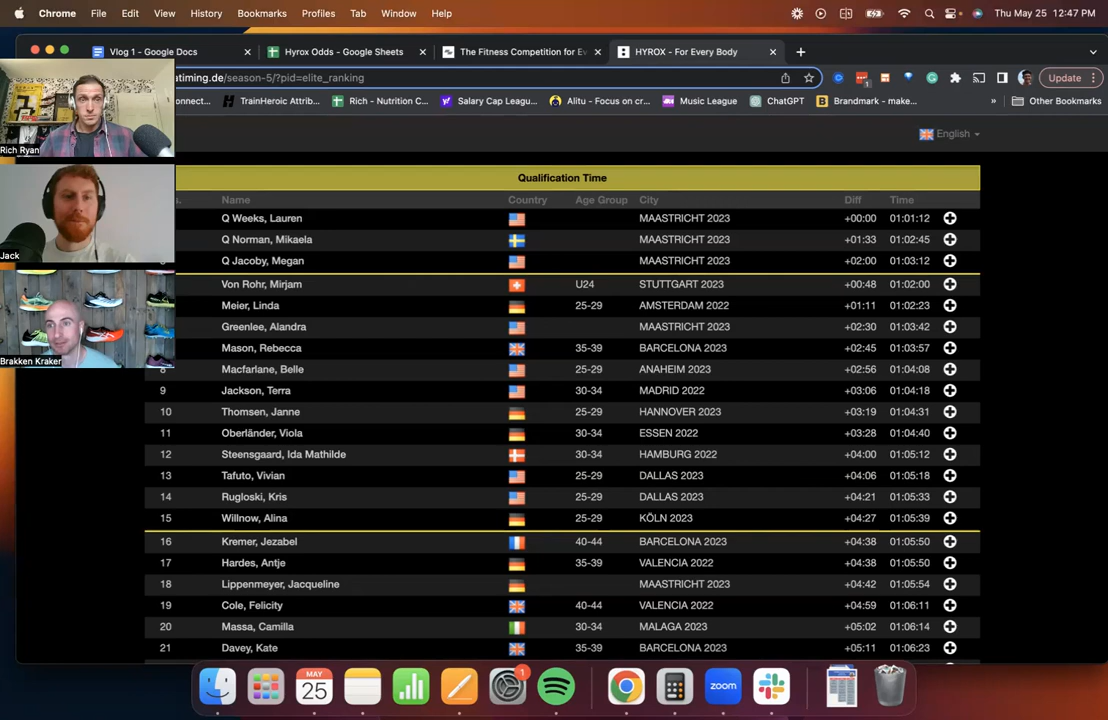 Chrome File Edit View History Bookmarks Profiles Tab Window Help Thu May 25 12:47 PM
Vlog 1 - Google Docs Hyrox Odds - Google Sheets The Fitness Competition for Ev HYROX - For Every Body
atiming.de/season-5/?pid=elite_ranking Update
onnect... TrainHeroic Attrib... Rich - Nutrition C... Salary Cap Leagu... Alitu - Focus on cr... Music League ChatGPT Brandmark - make... » Other Bookmarks
Rich Ryan
English
Qualification Time
Name Country Age Group City Diff Time
Q Weeks, Lauren MAASTRICHT 2023 +00:00 01:01:12
Q Norman, Mikaela MAASTRICHT 2023 +01:33 01:02:45
Jack
Q Jacoby, Megan MAASTRICHT 2023 +02:00 01:03:12
Von Rohr, Mirjam U24 STUTTGART 2023 +00:48 01:02:00
Meier, Linda 25-29 AMSTERDAM 2022 +01:11 01:02:23
Greenlee, Alandra MAASTRICHT 2023 +02:30 01:03:42
Mason, Rebecca 35-39 BARCELONA 2023 +02:45 01:03:57
Brakken Kraker
8 Macfarlane, Belle 25-29 ANAHEIM 2023 +02:56 01:04:08
9 Jackson, Terra 30-34 MADRID 2022 +03:06 01:04:18
10 Thomsen, Janne 25-29 HANNOVER 2023 +03:19 01:04:31
11 Oberländer, Viola 30-34 ESSEN 2022 +03:28 01:04:40
12 Steensgaard, Ida Mathilde 30-34 HAMBURG 2022 +04:00 01:05:12
13 Tafuto, Vivian 25-29 DALLAS 2023 +04:06 01:05:18
14 Rugloski, Kris 25-29 DALLAS 2023 +04:21 01:05:33
15 Willnow, Alina 25-29 KÖLN 2023 +04:27 01:05:39
16 Kremer, Jezabel 40-44 BARCELONA 2023 +04:38 01:05:50
17 Hardes, Antje 35-39 VALENCIA 2022 +04:38 01:05:50
18 Lippenmeyer, Jacqueline MAASTRICHT 2023 +04:42 01:05:54
19 Cole, Felicity 40-44 VALENCIA 2022 +04:59 01:06:11
20 Massa, Camilla 30-34 MALAGA 2023 +05:02 01:06:14
21 Davey, Kate 35-39 BARCELONA 2023 +05:11 01:06:23
MAY
25
1
zoom